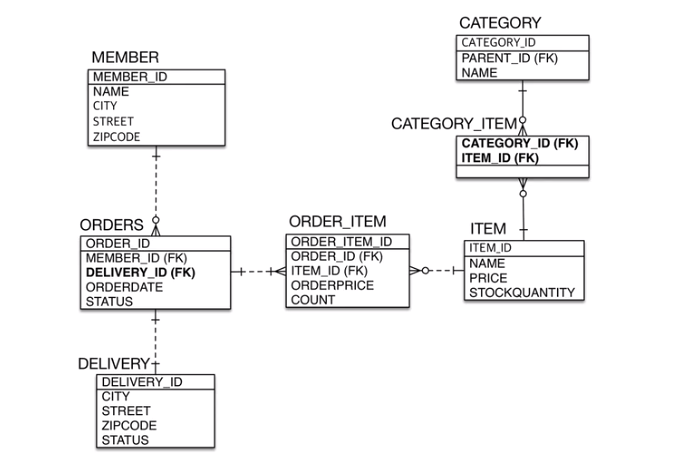 CATEGORY
CATEGORY_ID
PARENT_ID (FK)
NAME
MEMBER
MEMBER_ID
NAME
CITY
STREET
ZIPCODE
CATEGORY_ITEM
CATEGORY_ID (FK)
ITEM_ID (FK)
ORDERS
ORDER_ID
MEMBER_ID (FK)
DELIVERY_ID (FK)
ORDERDATE
STATUS
ORDER_ITEM
ORDER_ITEM_ID
ORDER_ID (FK)
ITEM_ID (FK)
ORDERPRICE
COUNT
ITEM
ITEM_ID
NAME
PRICE
STOCKQUANTITY
DELIVERY
DELIVERY_ID
CITY
STREET
ZIPCODE
STATUS